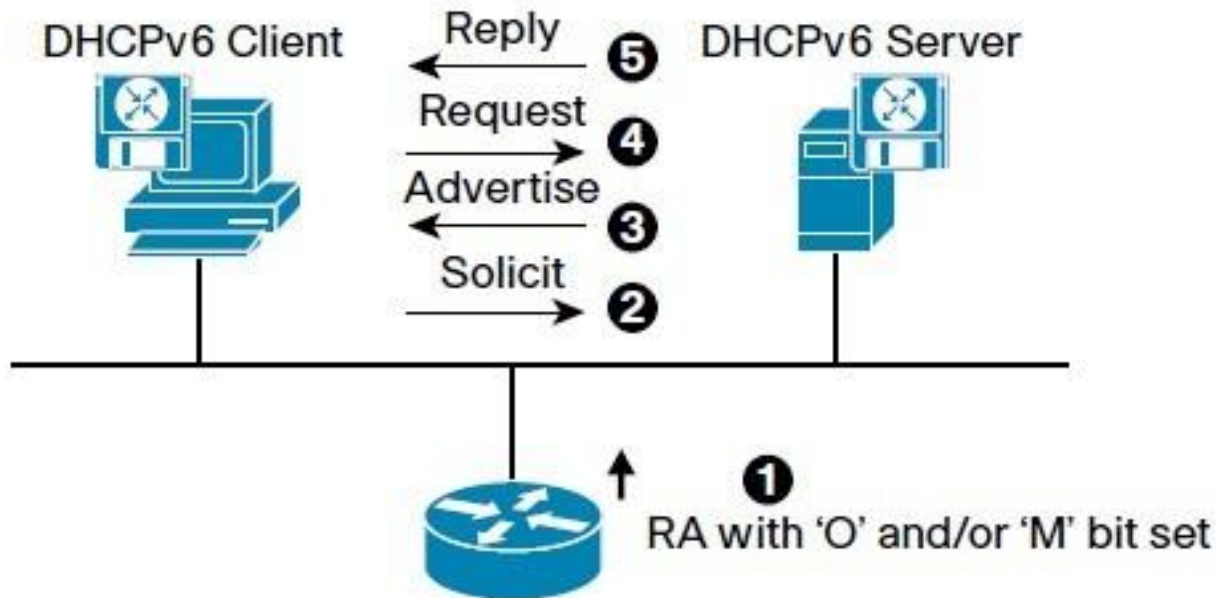 DHCPv6 Client
Reply
5
DHCPv6 Server
Request
4
Advertise
3
Solicit
2
1
RA with ‘O’ and/or ‘M’ bit set